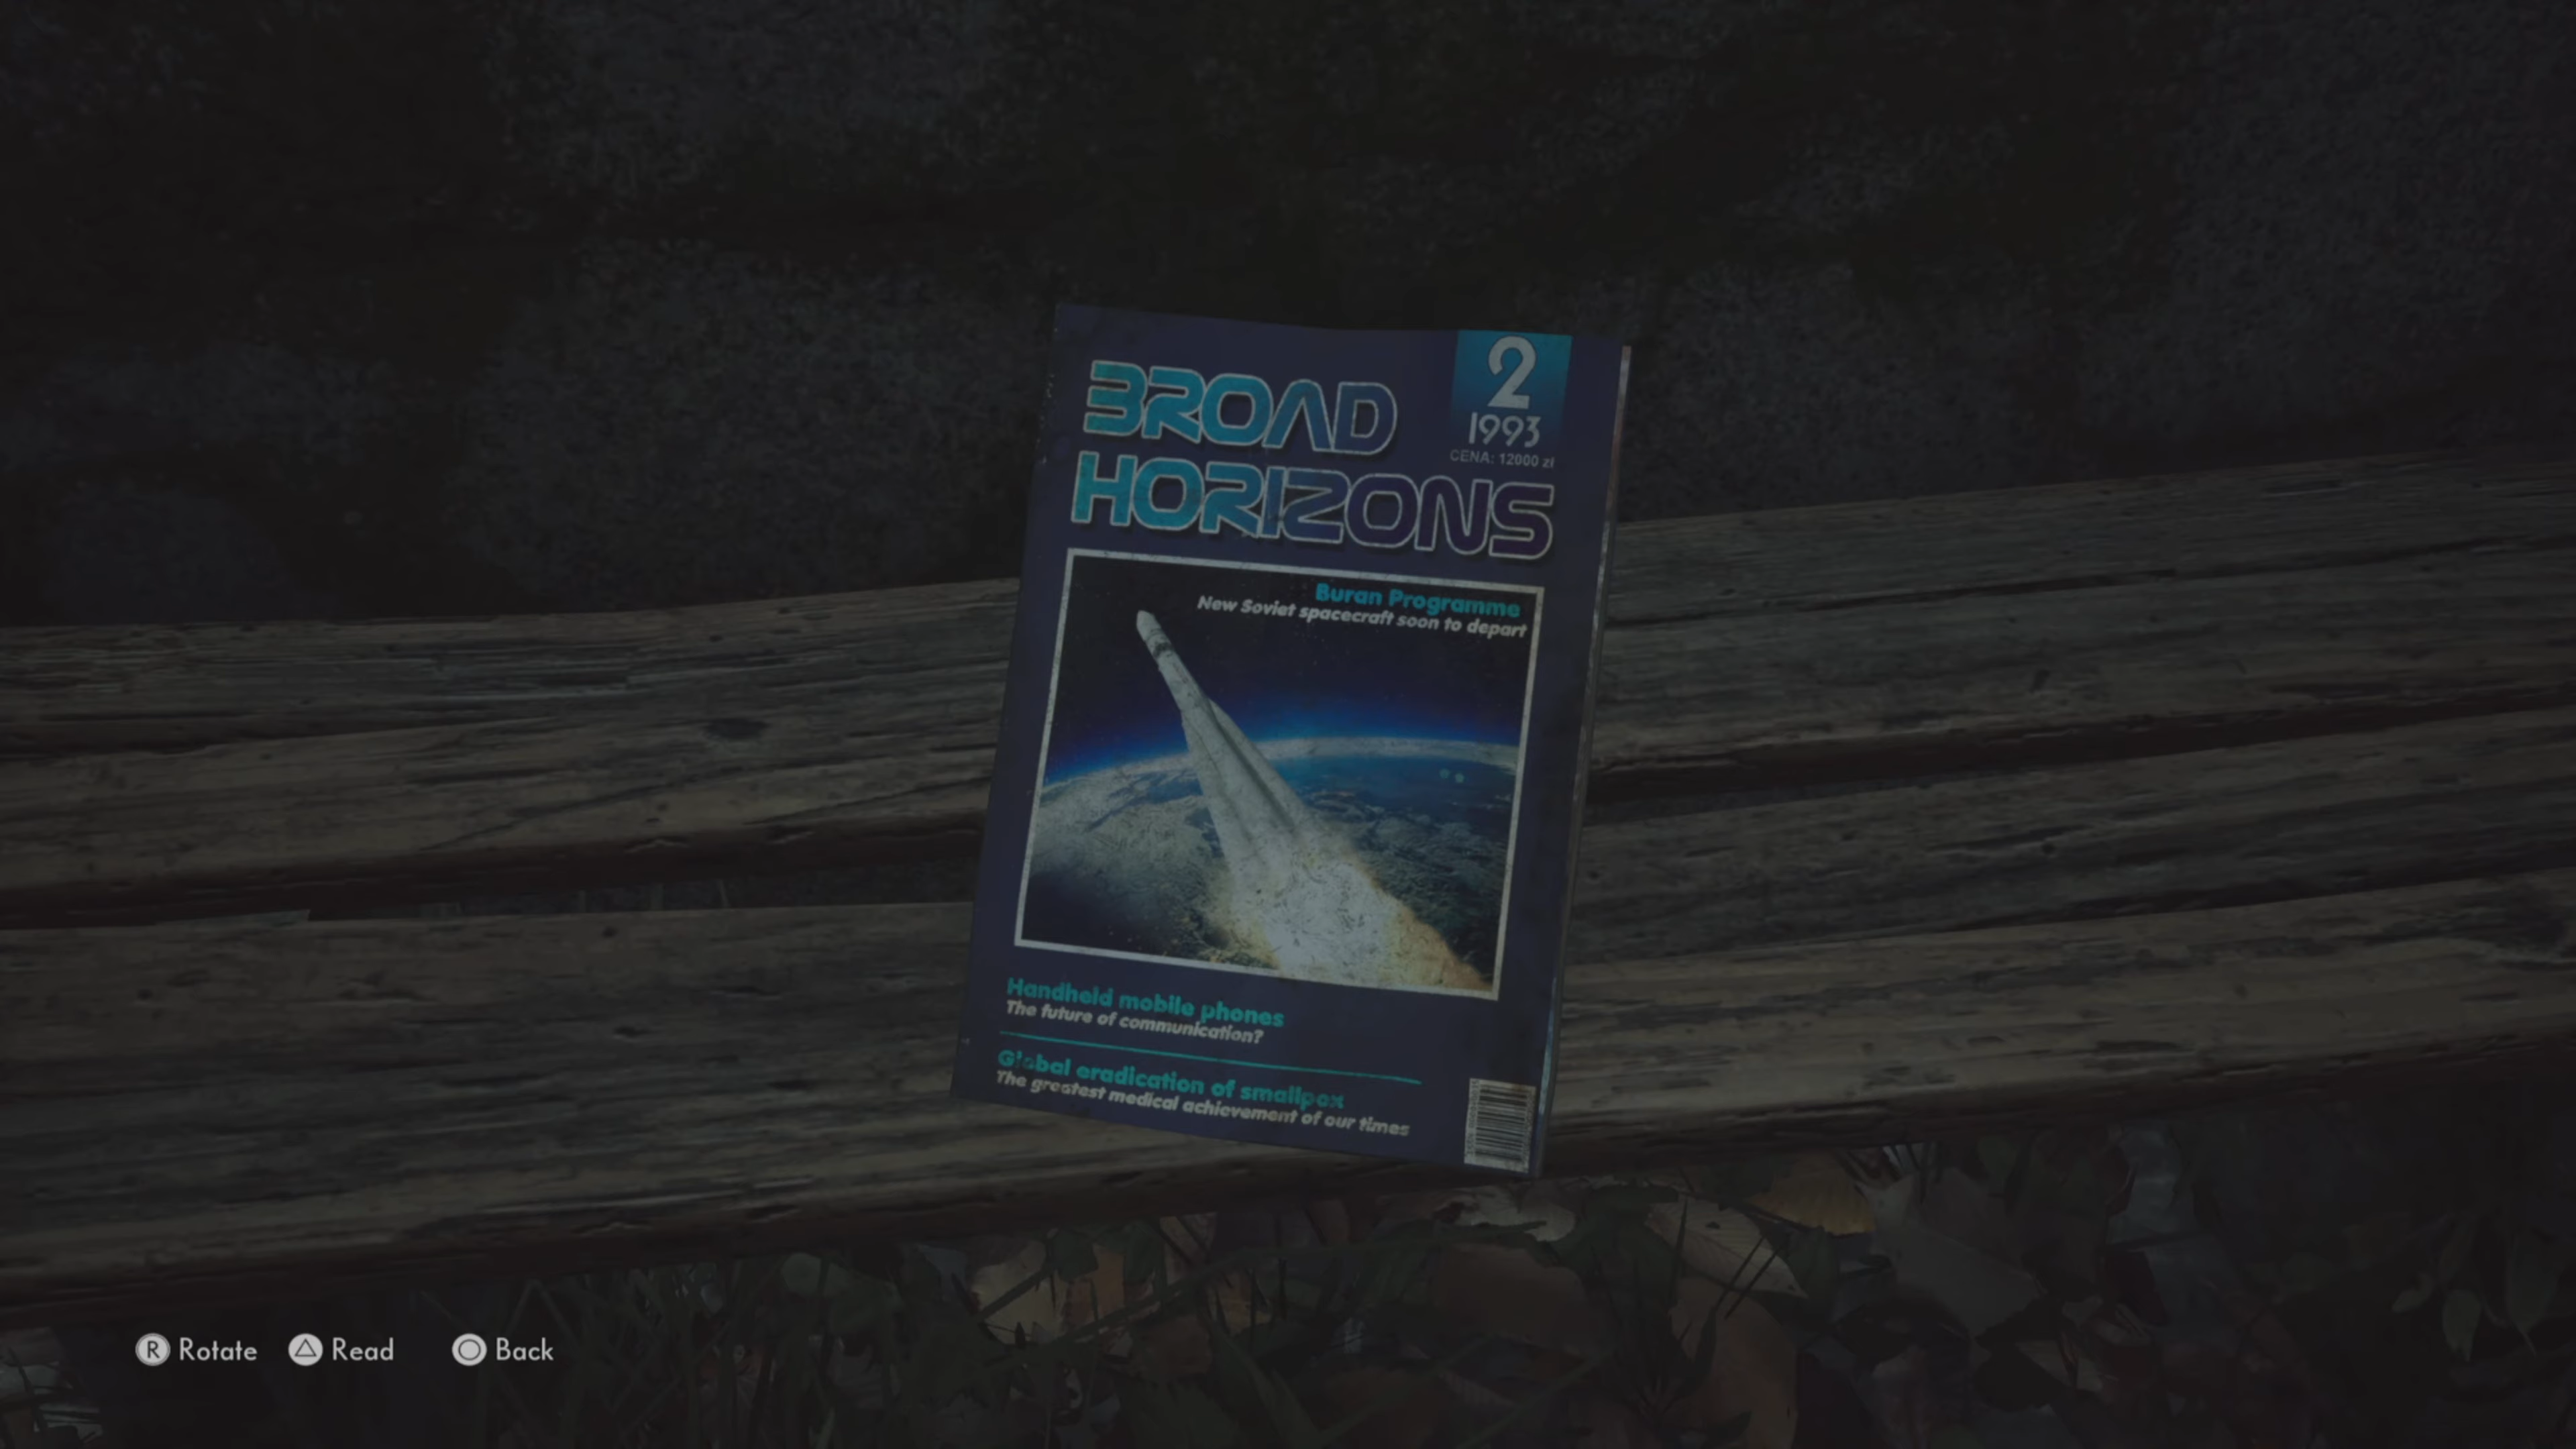 BROAD
HORIZONS
2
1993
CENA: 12000 zł
Buran Programme
New Soviet spacecraft soon to depart
Handheld mobile phones
The future of communication?
Global eradication of smallpox
The greatest medical achievement of our times
R Rotate
Read
Back